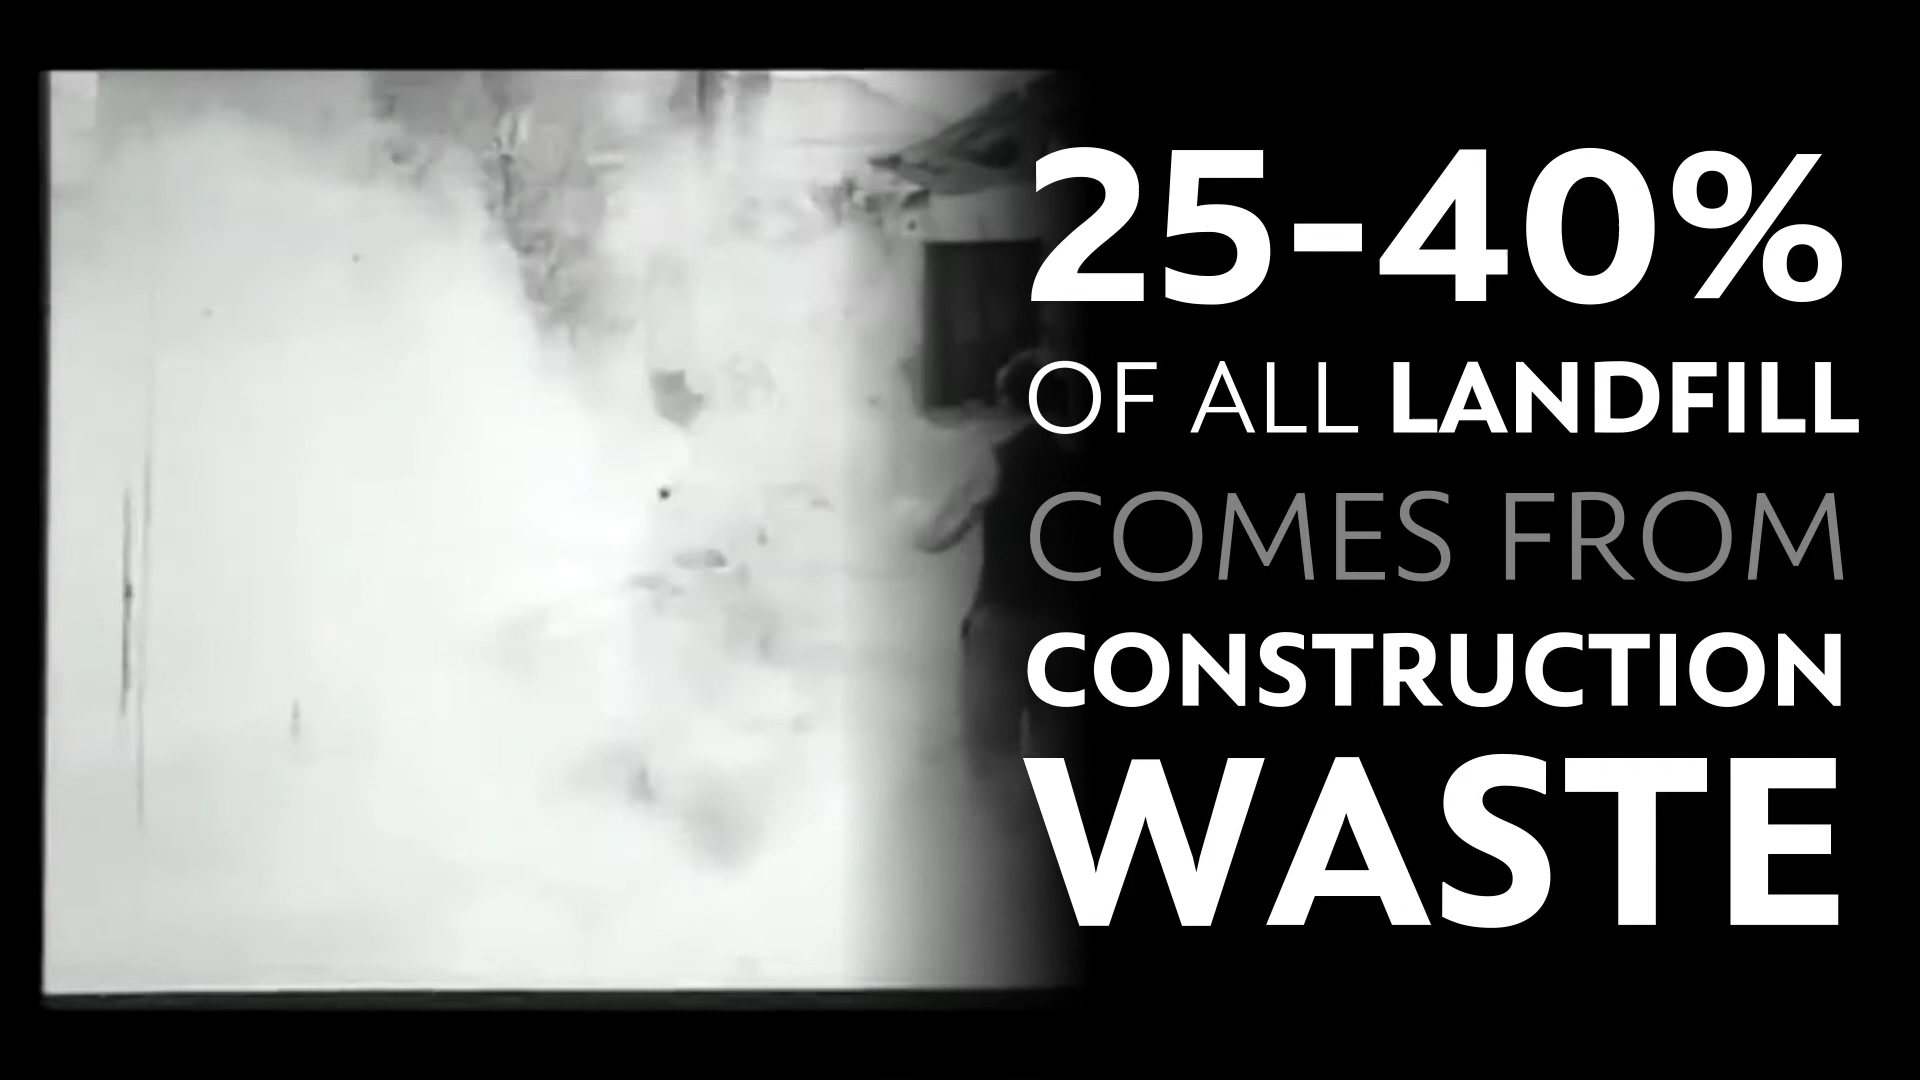 25-40%
OF ALL LANDFILL
COMES FROM
CONSTRUCTION
WASTE